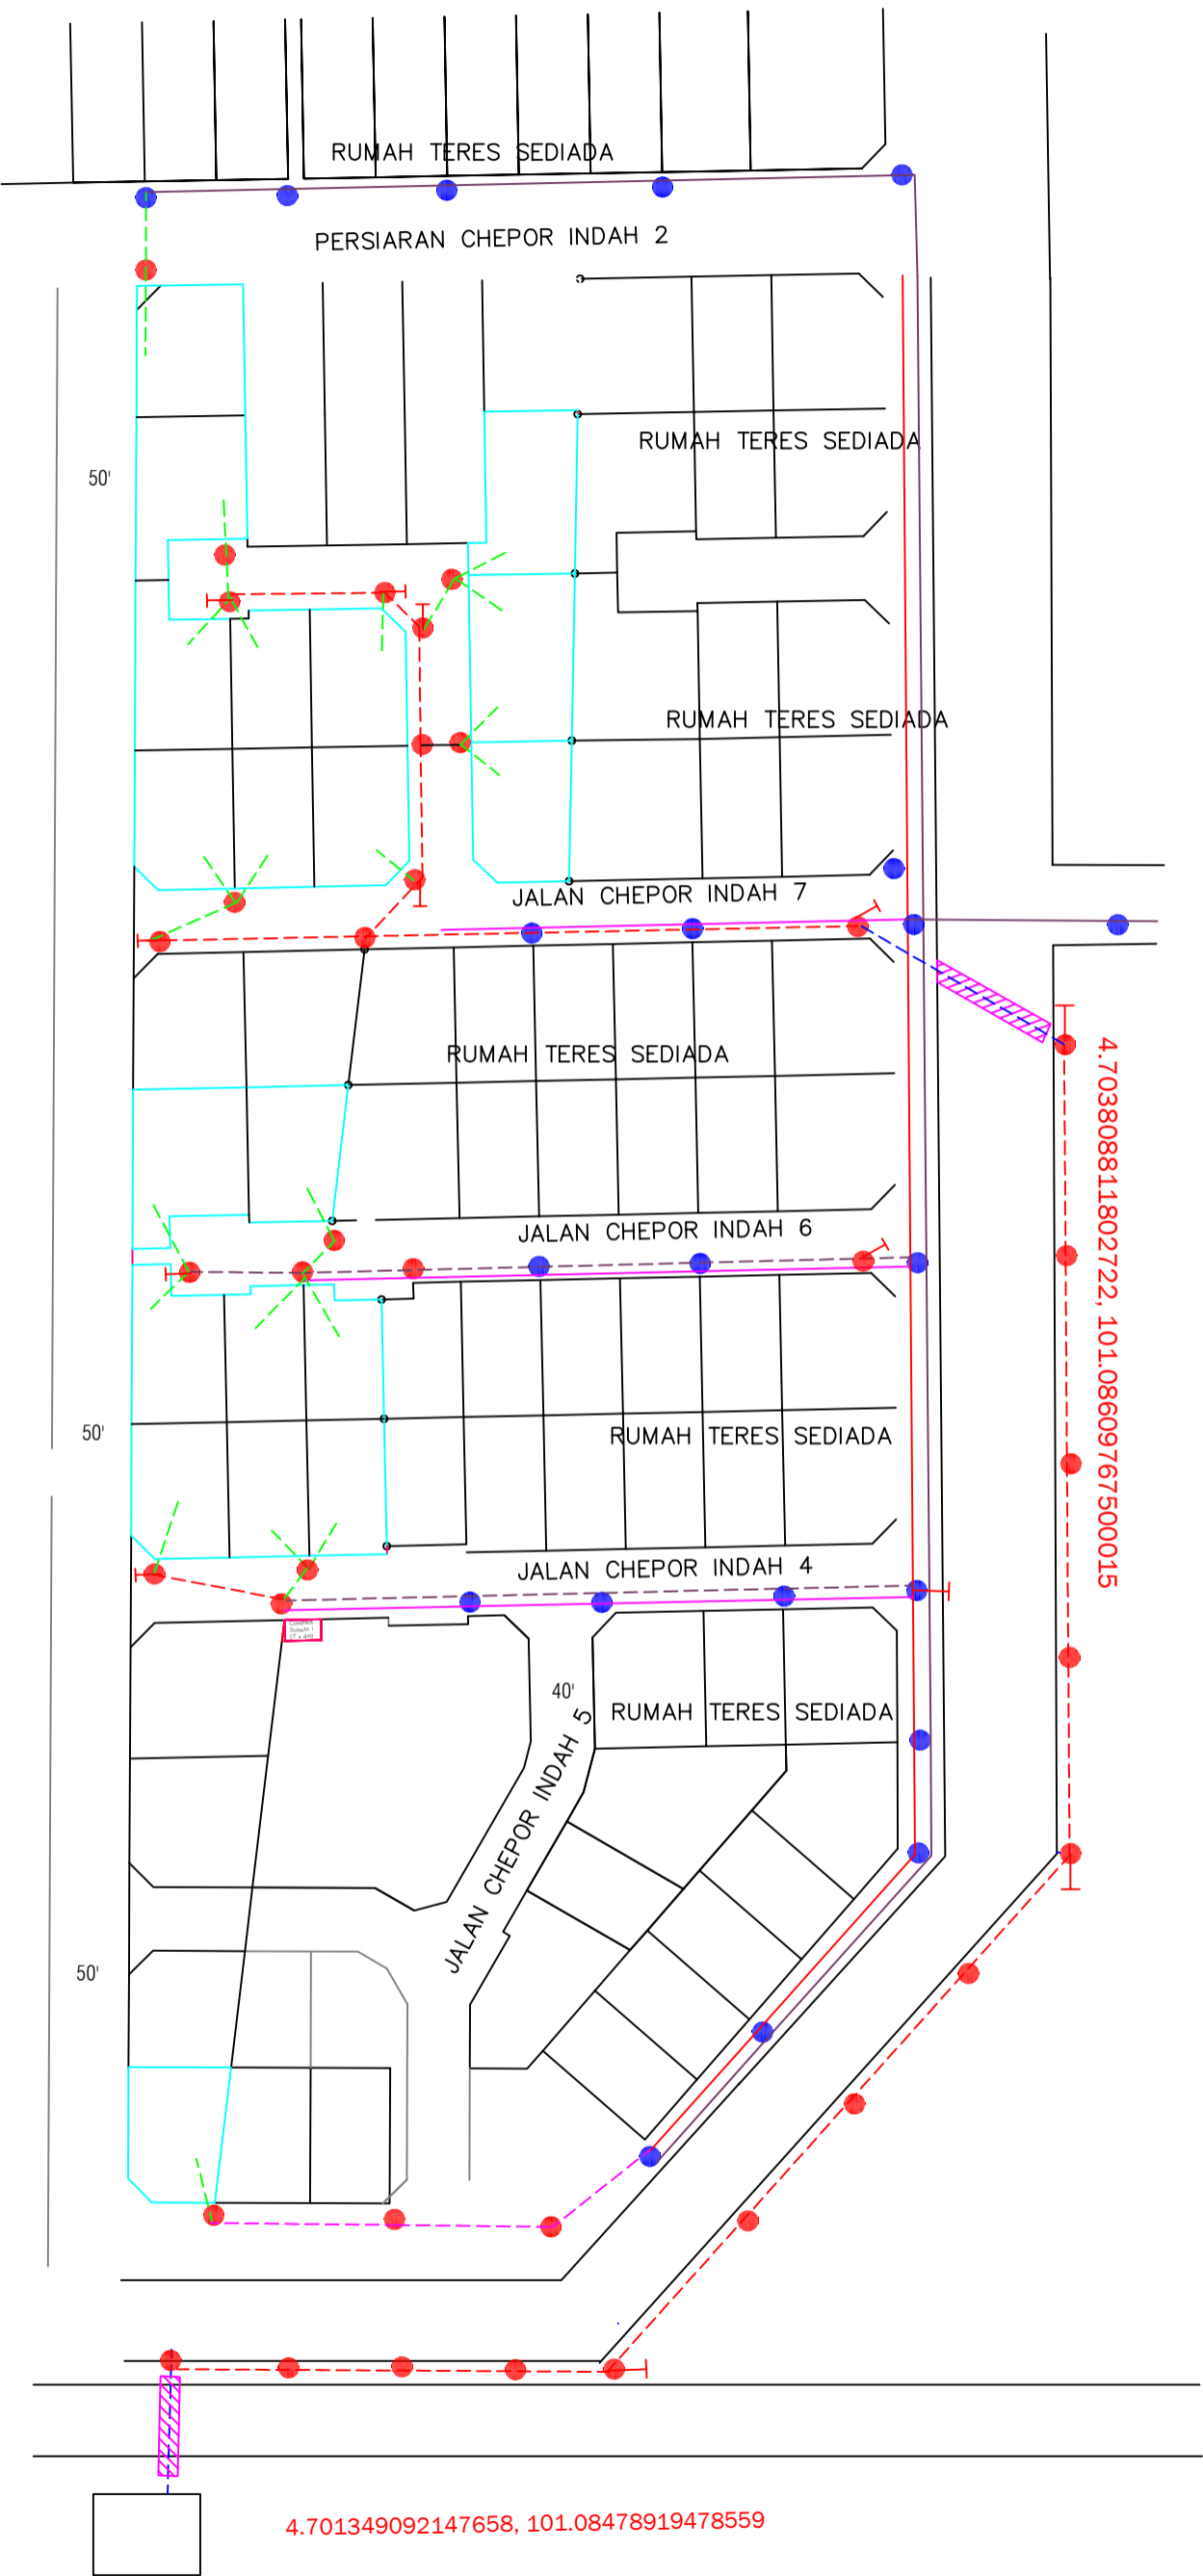 RUMAH TERES SEDIADA
PERSIARAN CHEPOR INDAH 2
RUMAH TERES SEDIADA
50'
RUMAH TERES SEDIADA
JALAN CHEPOR INDAH 7
RUMAH TERES SEDIADA
4.703808811802722, 101.0860976750015
JALAN CHEPOR INDAH 6
50'
RUMAH TERES SEDIADA
JALAN CHEPOR INDAH 4
40'
RUMAH TERES SEDIADA
JALAN CHEPOR INDAH 5
50'
4.701349092147658, 101.08478919478559